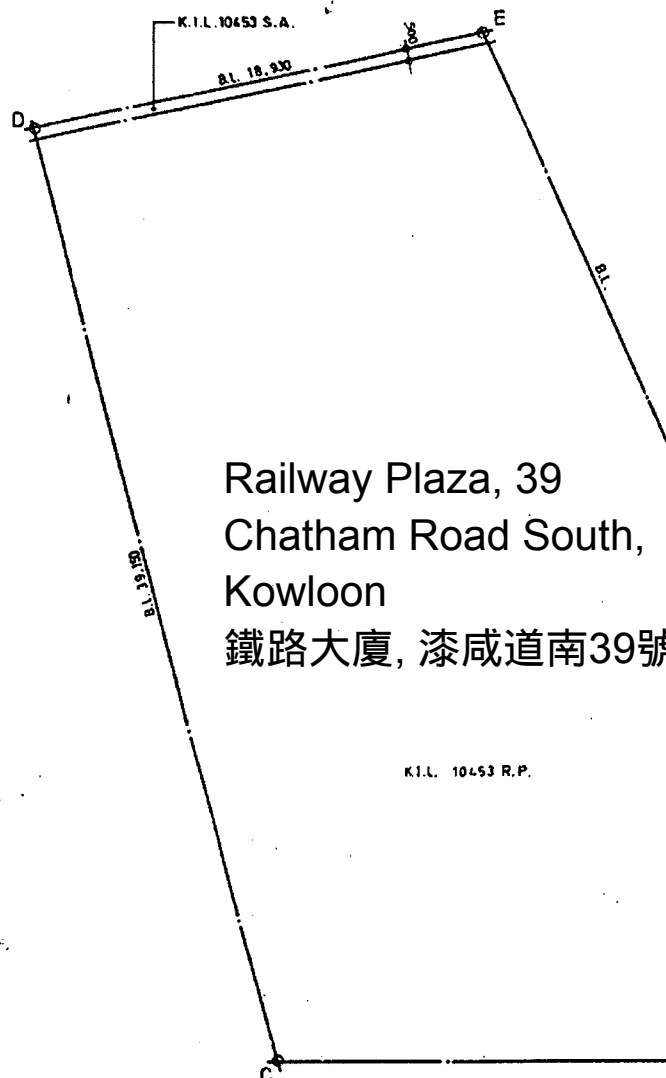 K.I.L. 10453 S.A.
E
500
B.L. 18,930
D
B.L.
Railway Plaza, 39
Chatham Road South,
Kowloon
鐵路大廈, 漆咸道南39號
B.L. 39,150
K.I.L. 10453 R.P.
C